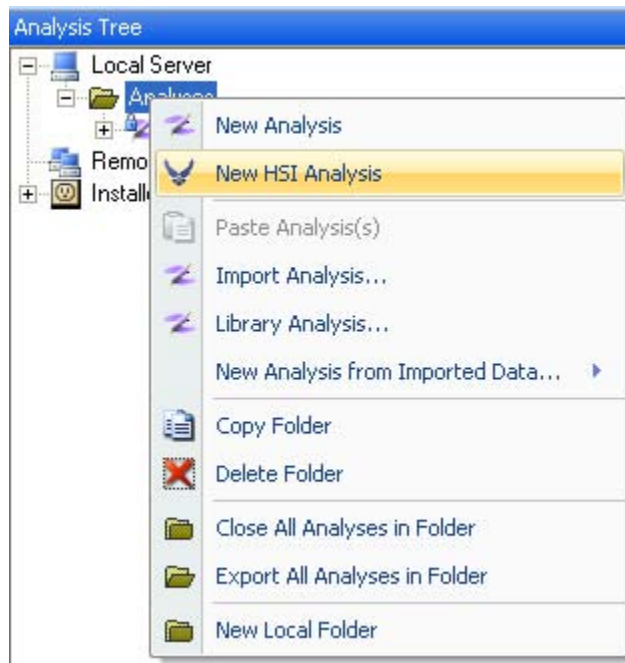 Analysis Tree
Local Server
New Analysis
New HSI Analysis
Paste Analysis(s)
Import Analysis...
Library Analysis...
New Analysis from Imported Data...
Copy Folder
Delete Folder
Close All Analyses in Folder
Export All Analyses in Folder
New Local Folder